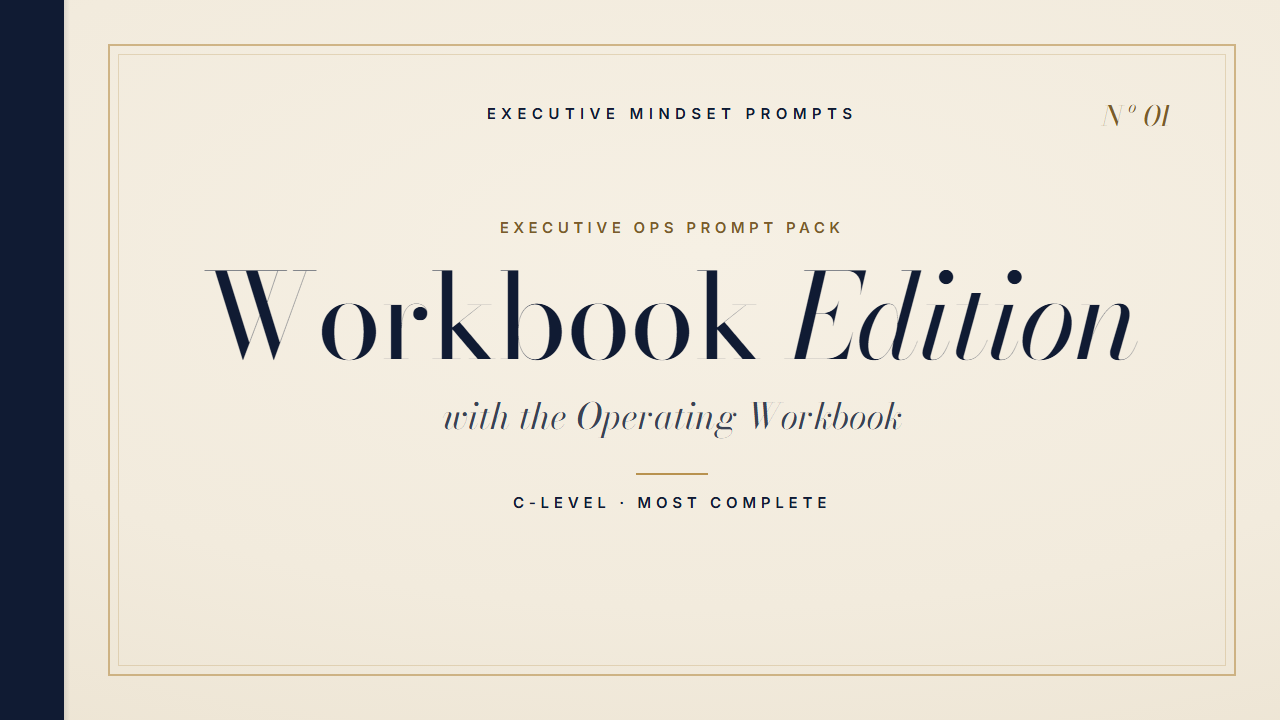 EXECUTIVE MINDSET PROMPTS
Nº 01
EXECUTIVE OPS PROMPT PACK
Workbook Edition
with the Operating Workbook
C-LEVEL · MOST COMPLETE